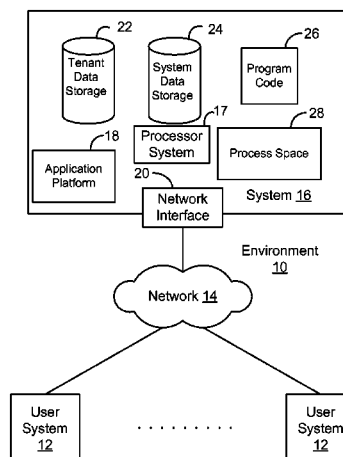 22
Tenant
Data
Storage
24
System
Data
Storage
26
Program
Code
17
Processor
System
28
Process Space
18
Application
Platform
20
Network
Interface
System 16
Environment
10
Network 14
User
System
12
. . . . . . . . .
User
System
12